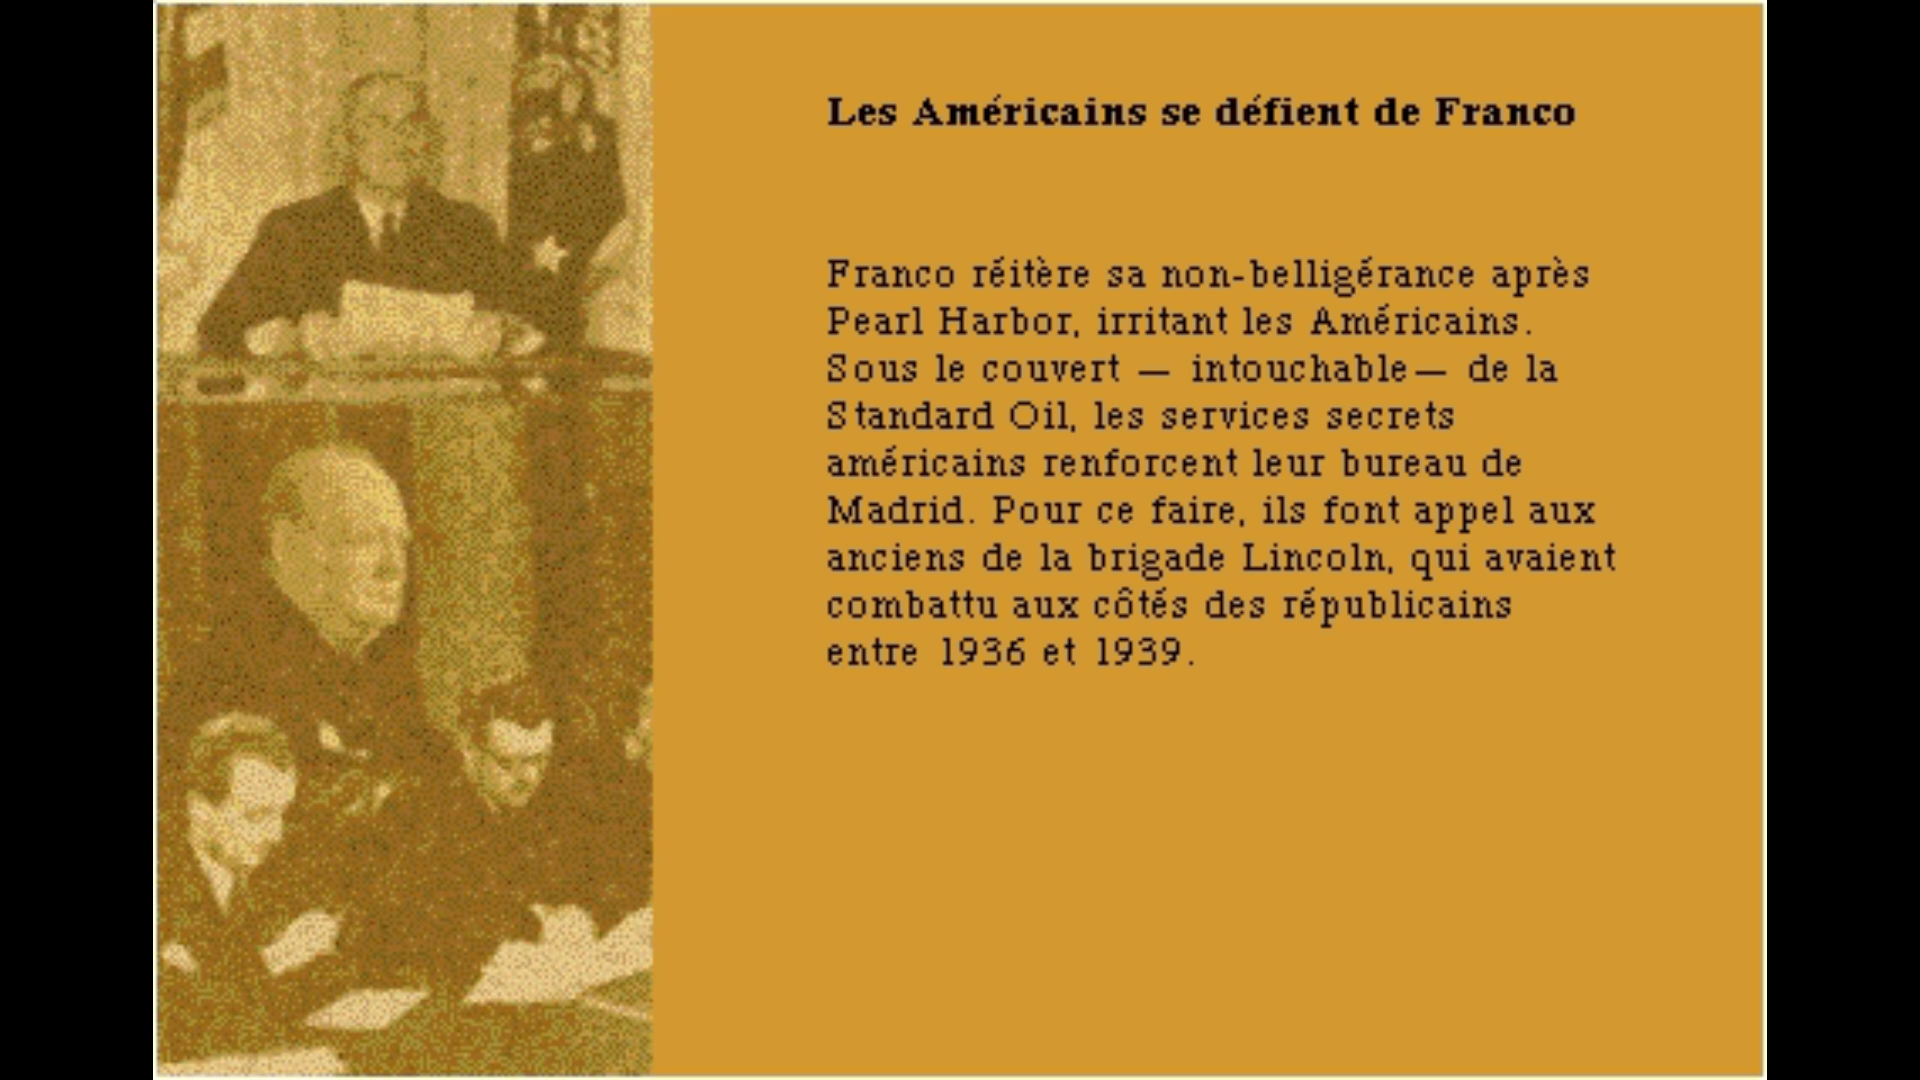 Les Américains se défient de Franco
Franco réitère sa non-belligérance après
Pearl Harbor, irritant les Américains.
Sous le couvert — intouchable— de la
Standard Oil, les services secrets
américains renforcent leur bureau de
Madrid. Pour ce faire, ils font appel aux
anciens de la brigade Lincoln, qui avaient
combattu aux côtés des républicains
entre 1936 et 1939.